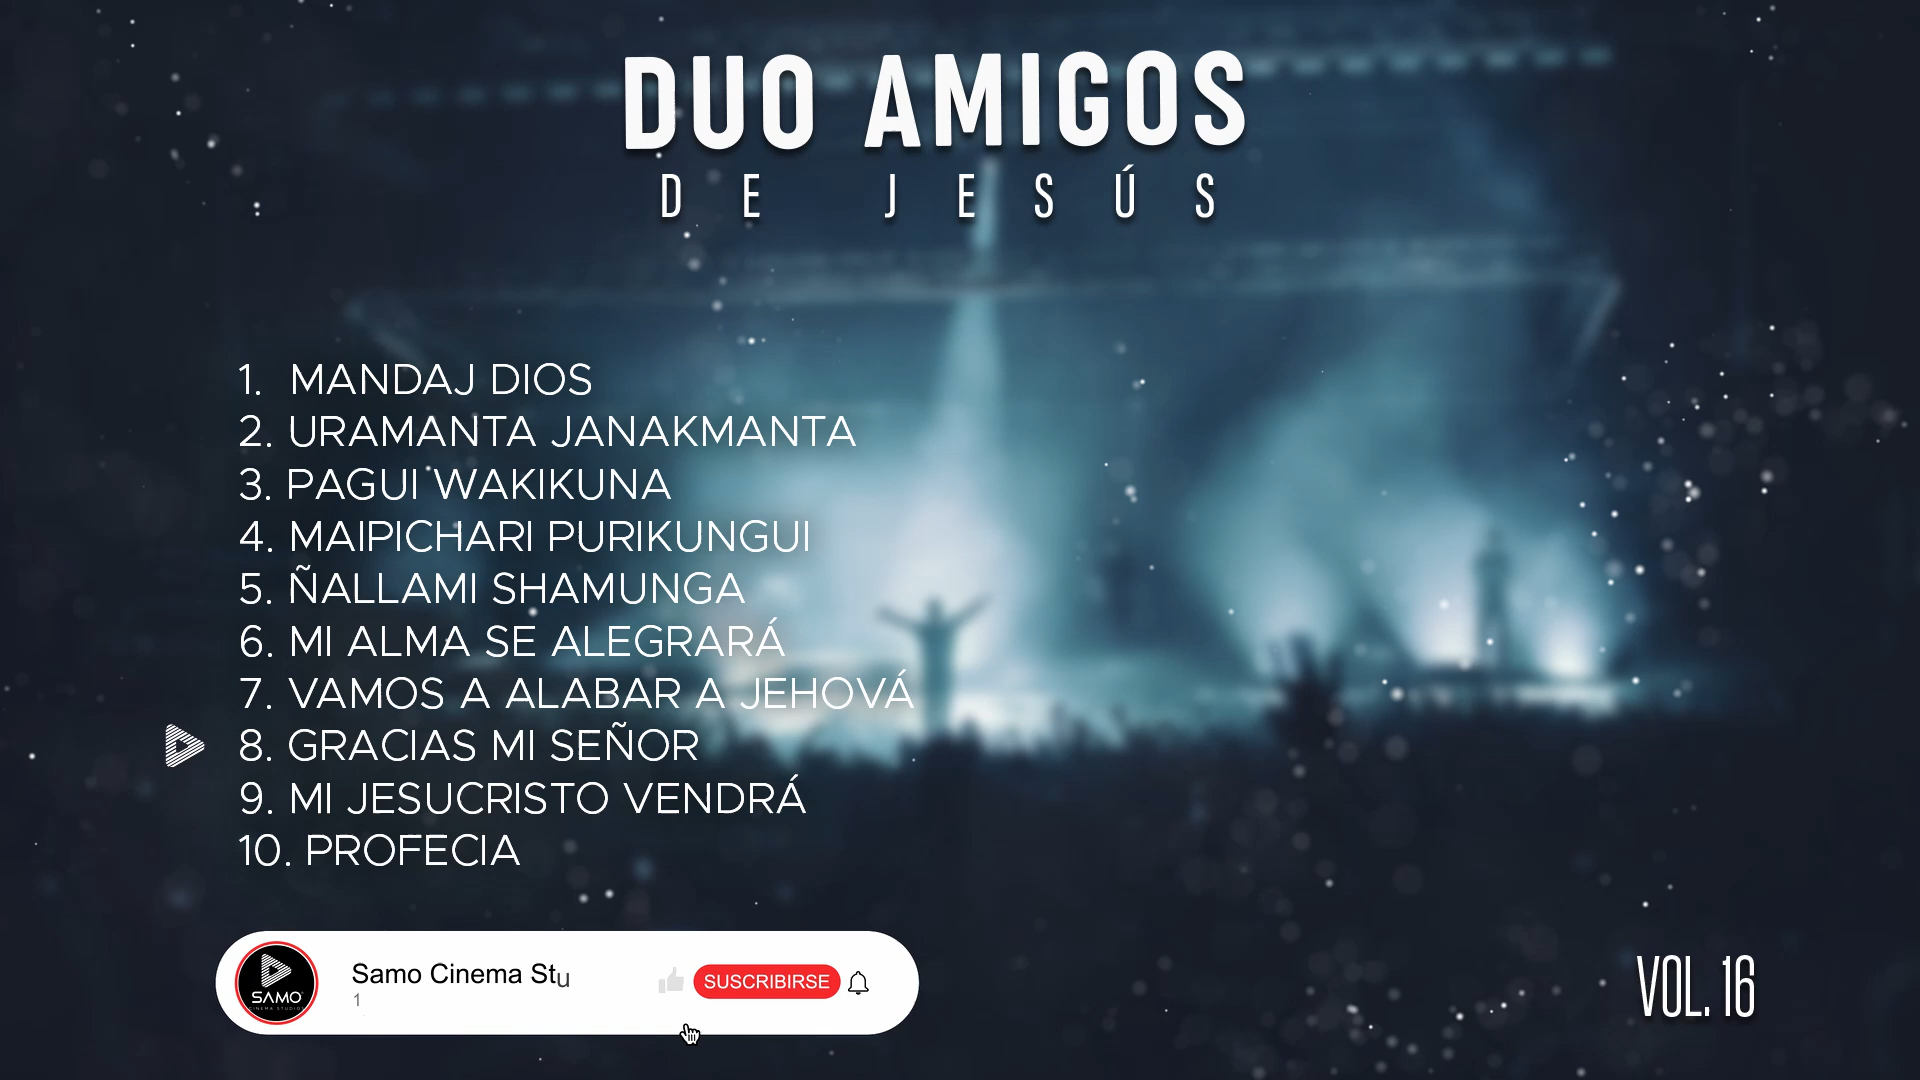 DUO AMIGOS
DE JESÚS
1. MANDAJ DIOS
2. URAMANTA JANAKMANTA
3. PAGUI WAKIKUNA
4. MAIPICHARI PURIKUNGUI
5. ÑALLAMI SHAMUNGA
6. MI ALMA SE ALEGRARÁ
7. VAMOS A ALABAR A JEHOVÁ
8. GRACIAS MI SEÑOR
9. MI JESUCRISTO VENDRÁ
10. PROFECIA
SAMO
CINEMA STUDIOS
Samo Cinema Stu
1
SUSCRIBIRSE
VOL. 16